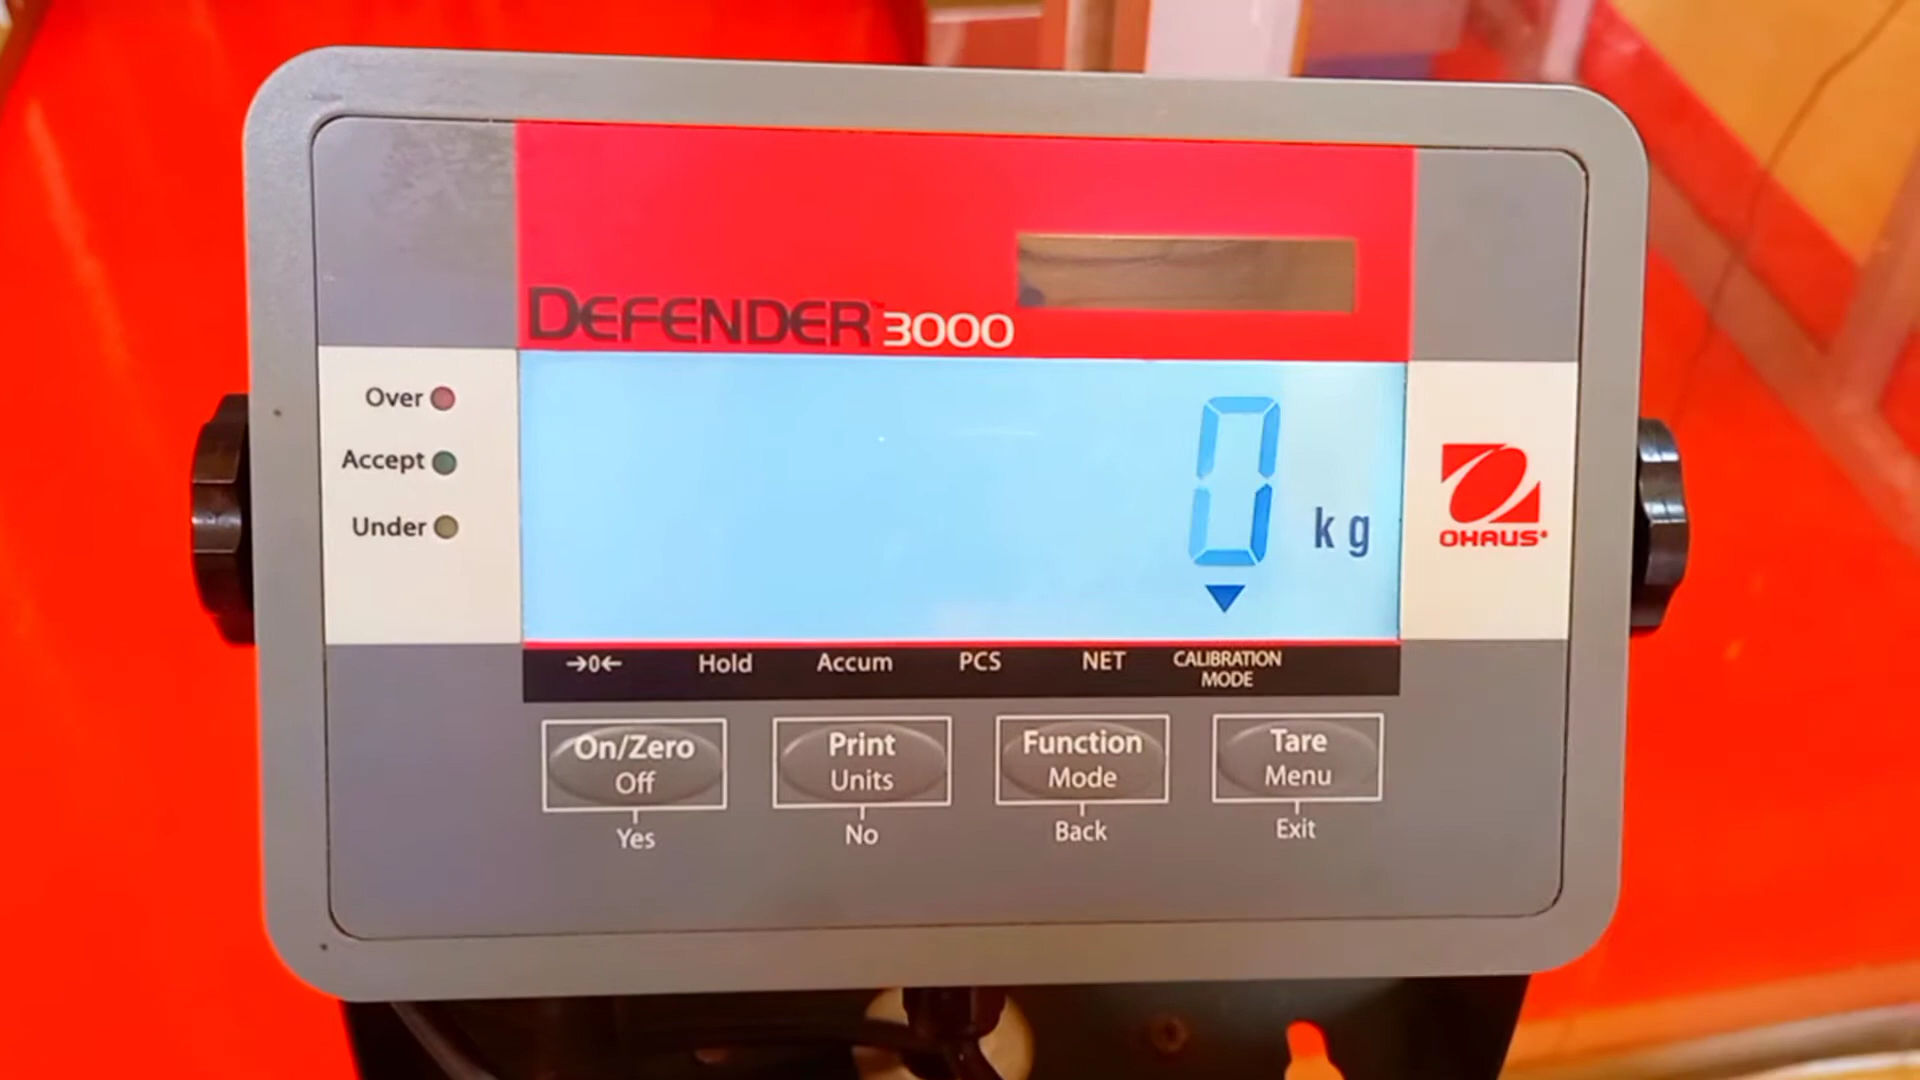 DEFENDER™ 3000
Over
Accept
Under
0 kg
OHAUS®
→0← Hold Accum PCS NET CALIBRATION MODE
On/Zero Print Function Tare
Off Units Mode Menu
Yes No Back Exit